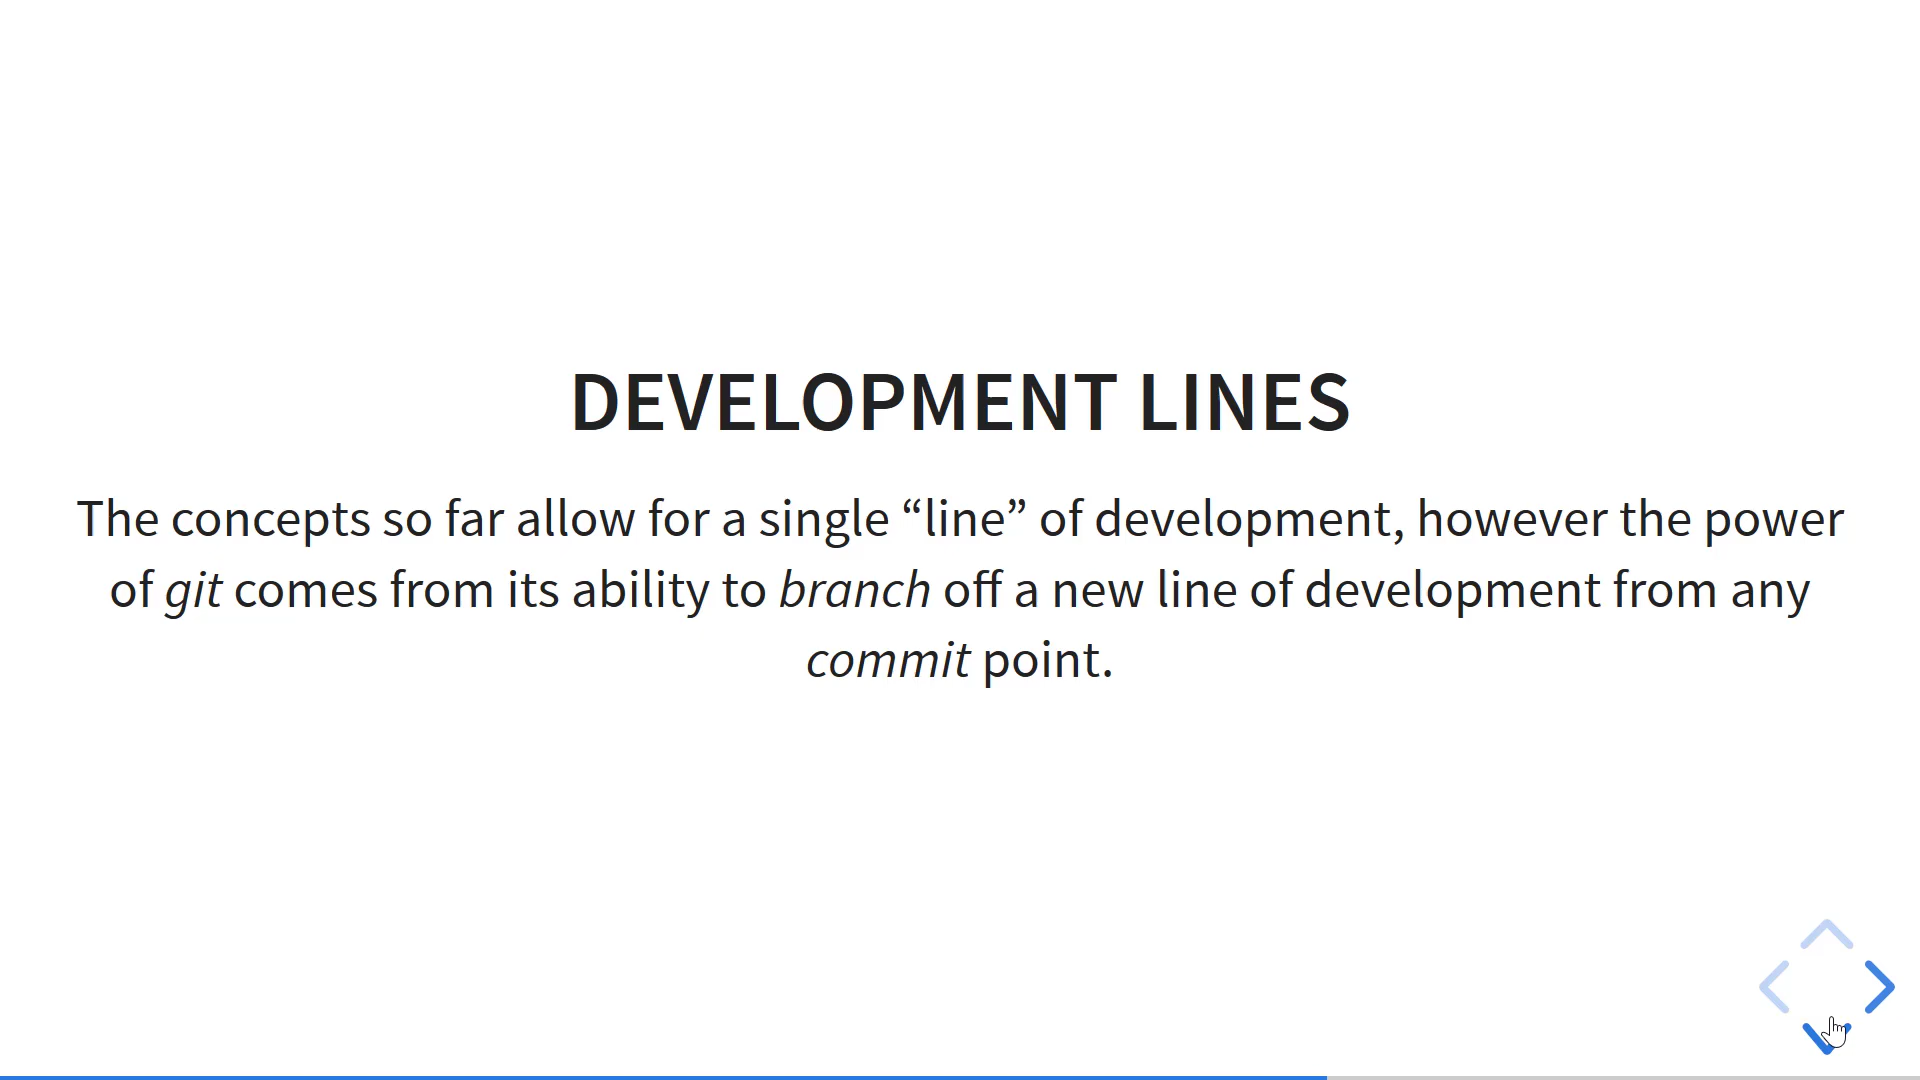 DEVELOPMENT LINES
The concepts so far allow for a single “line” of development, however the power
of git comes from its ability to branch off a new line of development from any
commit point.